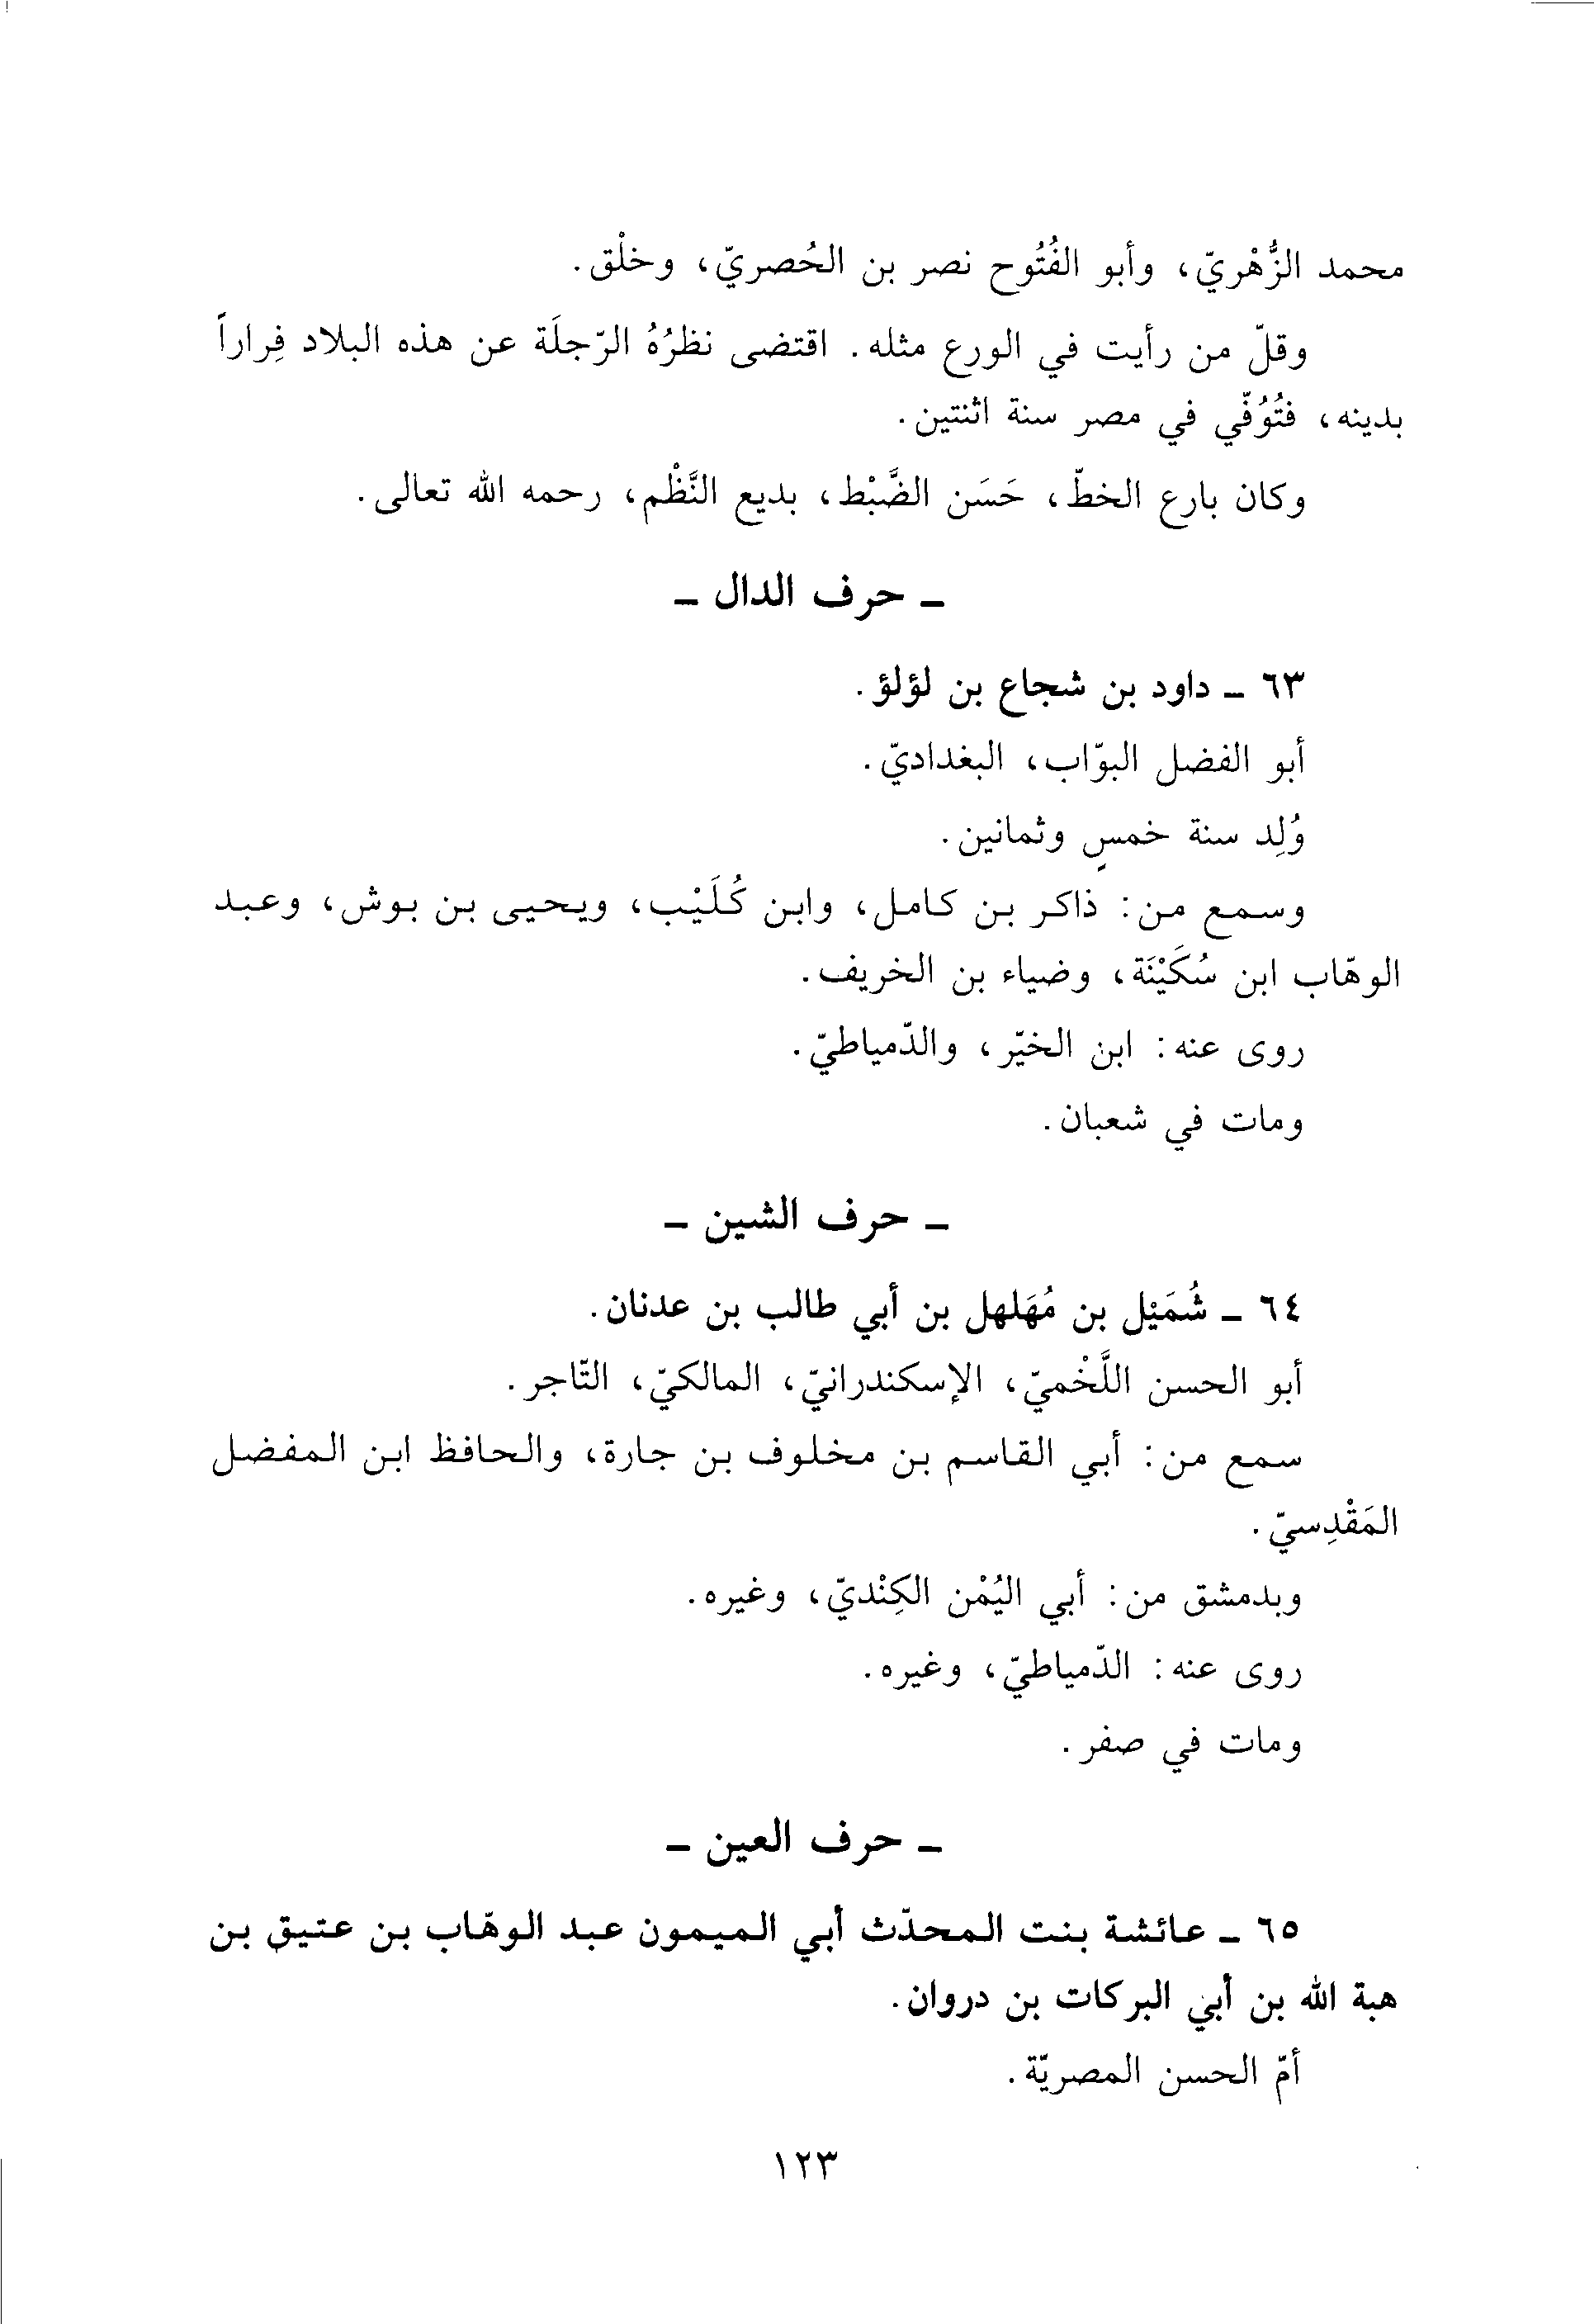 محمد الزُّهْريّ، وأبو الفُتُوح نصر بن الحُصريّ، وخلْق.
وقلّ من رأيت في الورع مثله. اقتضى نظرُهُ الرّجلَة عن هذه البلاد فِراراً
بدينه، فتُوُفّي في مصر سنة اثنتين.
وكان بارع الخطّ، حَسَن الضَّبْط، بديع النَّظْم، رحمه الله تعالى.
- حرف الدال -
٦٣ - داود بن شجاع بن لؤلؤ.
أبو الفضل البوّاب، البغداديّ.
وُلِد سنة خمسٍ وثمانين.
وسمع من: ذاكر بن كامل، وابن كُلَيْب، ويحيى بن بوش، وعبد
الوهّاب ابن سُكَيْنَة، وضياء بن الخريف.
روى عنه: ابن الخيّر، والدّمياطيّ.
ومات في شعبان.
- حرف الشين -
٦٤ - شُمَيْل بن مُهَلهل بن أبي طالب بن عدنان.
أبو الحسن اللَّخْميّ، الإسكندرانيّ، المالكيّ، التّاجر.
سمع من: أبي القاسم بن مخلوف بن جارة، والحافظ ابن المفضل
المَقْدِسيّ.
وبدمشق من: أبي اليُمْن الكِنْديّ، وغيره.
روى عنه: الدّمياطيّ، وغيره.
ومات في صفر.
- حرف العين -
٦٥ - عائشة بنت المحدّث أبي الميمون عبد الوهّاب بن عتيق بن
هبة الله بن أبي البركات بن دروان.
أمّ الحسن المصريّة.
١٢٣